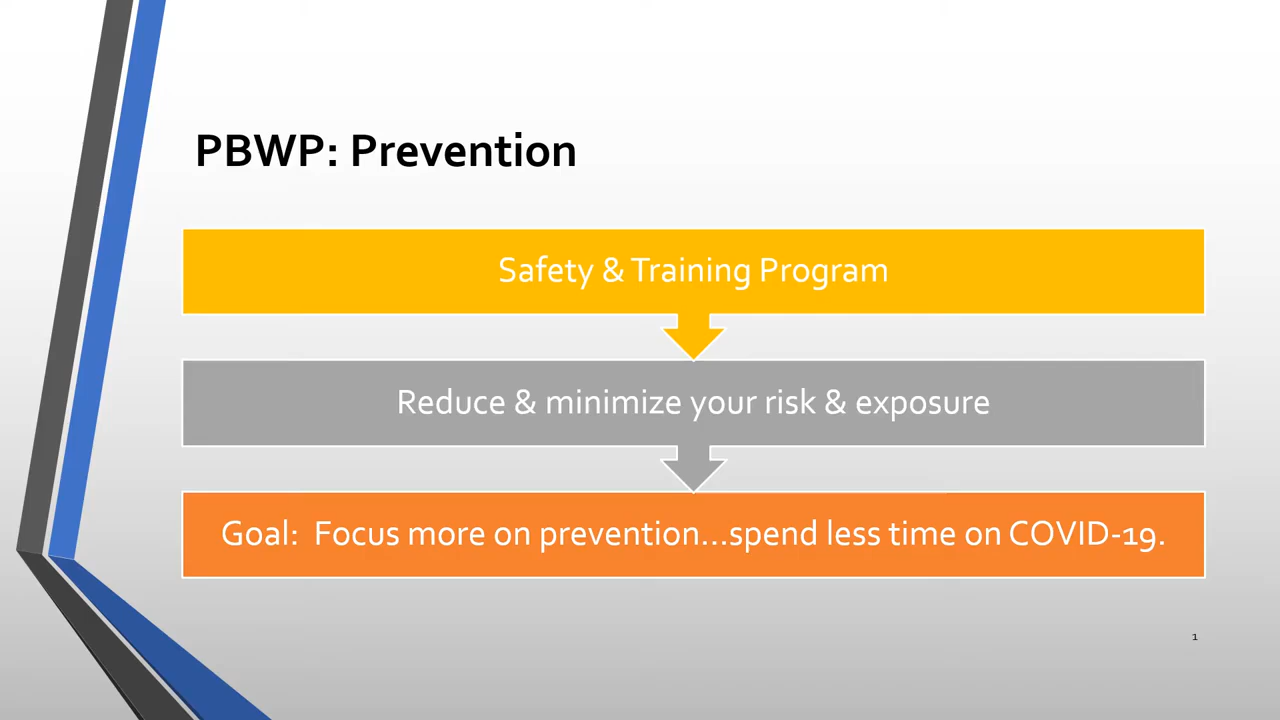 PBWP: Prevention
Safety & Training Program
Reduce & minimize your risk & exposure
Goal:  Focus more on prevention...spend less time on COVID-19.
1